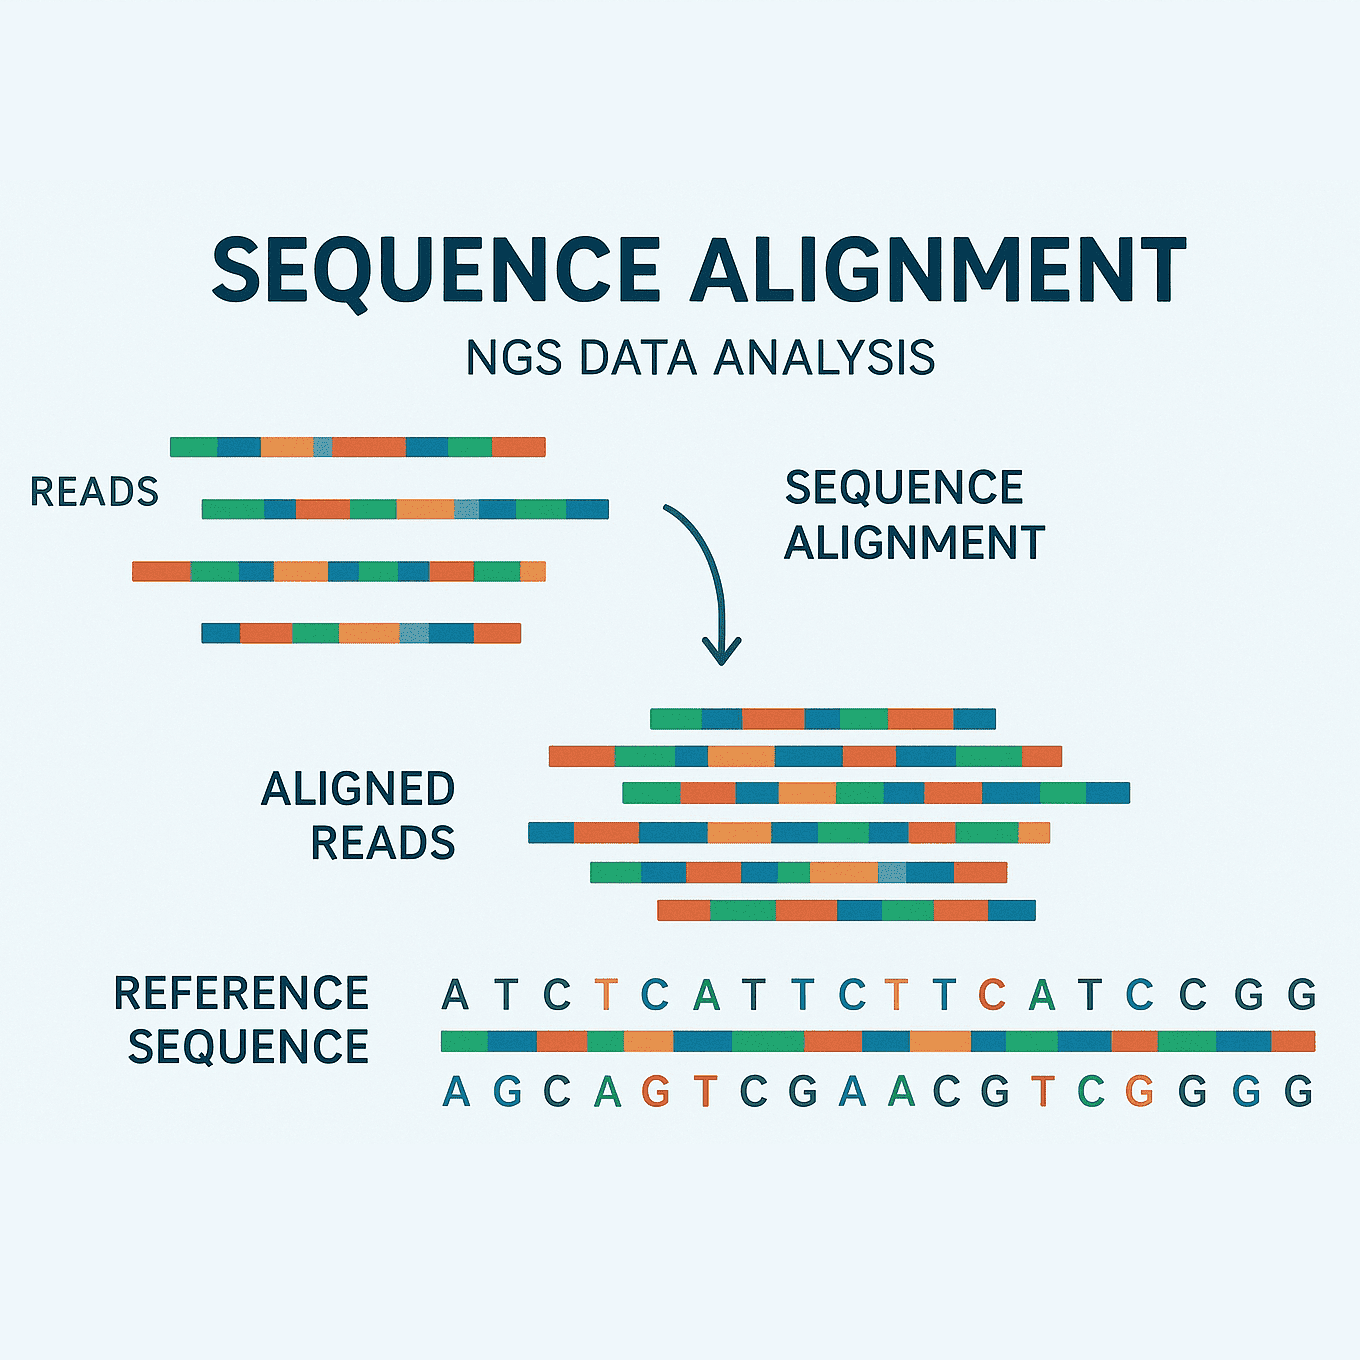 SEQUENCE ALIGNMENT
NGS DATA ANALYSIS
READS
SEQUENCE
ALIGNMENT
ALIGNED
READS
REFERENCE
SEQUENCE
A T C T C A T T C T T C A T C C G G
A G C A G T C G A A C G T C G G G G